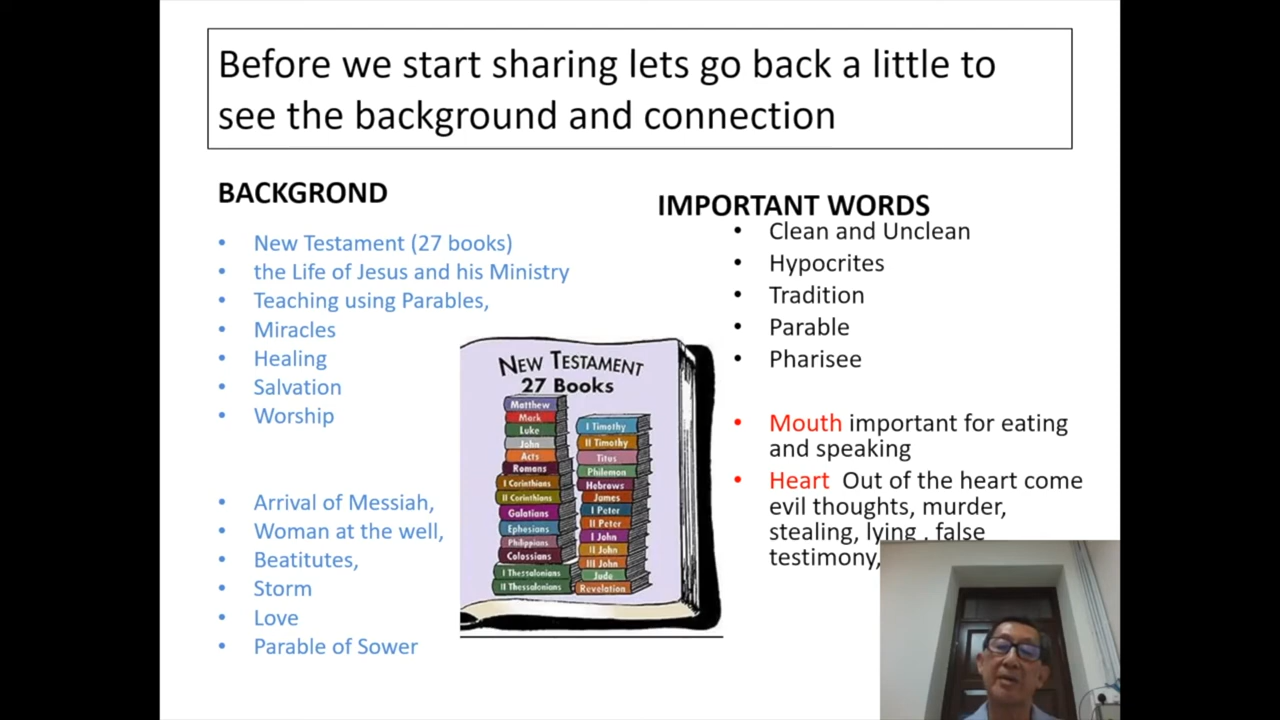 Before we start sharing lets go back a little to
see the background and connection
BACKGROND
New Testament (27 books)
the Life of Jesus and his Ministry
Teaching using Parables,
Miracles
Healing
Salvation
Worship
Arrival of Messiah,
Woman at the well,
Beatitutes,
Storm
Love
Parable of Sower
NEW TESTAMENT
27 BOOKS
Matthew
Mark
Luke
John
Acts
Romans
I Corinthians
II Corinthians
Galatians
Ephesians
Philippians
Colossians
I Thessalonians
II Thessalonians
I Timothy
II Timothy
Titus
Philemon
Hebrews
James
I Peter
II Peter
I John
II John
III John
Jude
Revelation
IMPORTANT WORDS
Clean and Unclean
Hypocrites
Tradition
Parable
Pharisee
Mouth important for eating
and speaking
Heart Out of the heart come
evil thoughts, murder,
stealing, lying , false
testimony,